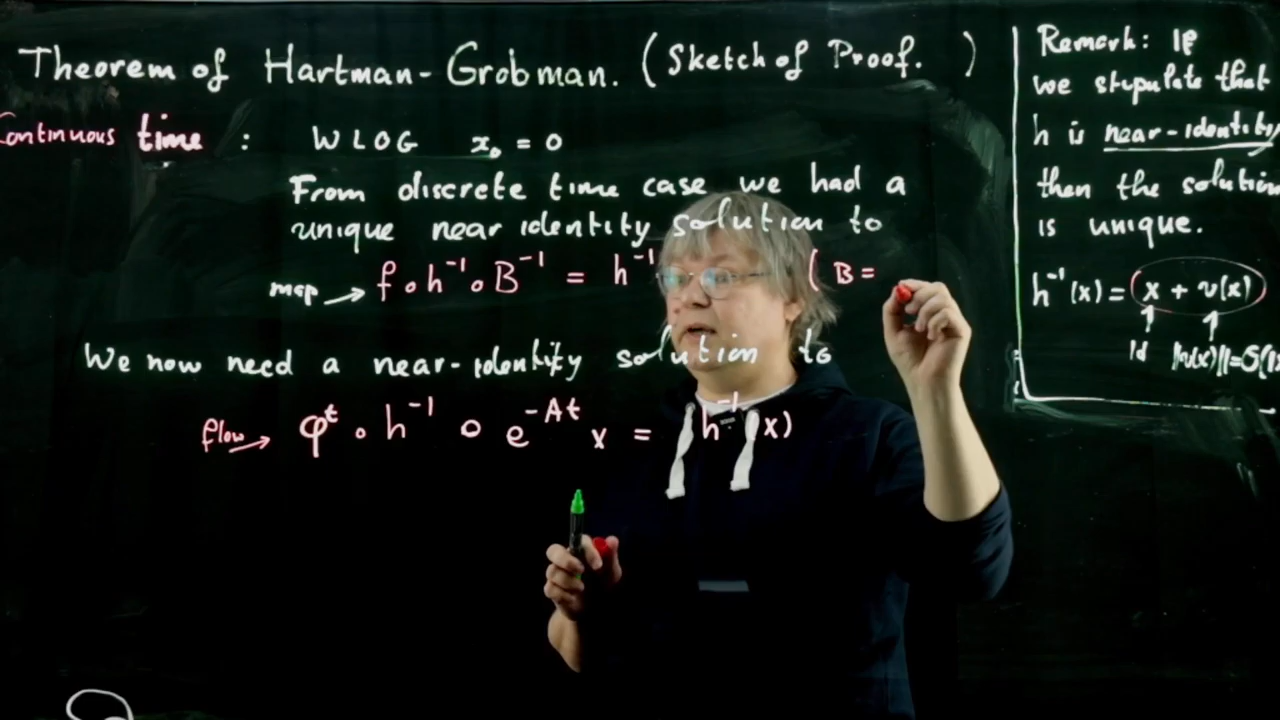 Theorem of Hartman-Grobman. (Sketch of Proof. )
Continuous time : WLOG x₀ = 0
From discrete time case we had a
unique near identity solution to
map → f ∘ h⁻¹ ∘ B⁻¹ = h⁻¹ ( B =
We now need a near-identity solution to
flow → φᵗ ∘ h⁻¹ ∘ e⁻ᴬᵗ x = h⁻¹(x)
Remark: If
we stipulate that
h is near-identity
then the solution
is unique.
h⁻¹(x) = x + v(x)
↑ ↑
Id